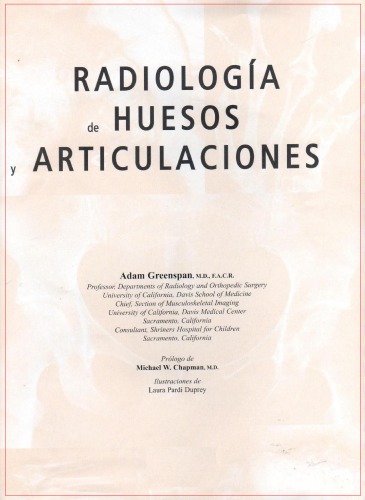 RADIOLOGÍA
de HUESOS
y ARTICULACIONES
Adam Greenspan, M.D., F.A.C.R.
Professor, Departments of Radiology and Orthopedic Surgery
University of California, Davis School of Medicine
Chief, Section of Musculoskeletal Imaging
University of California, Davis Medical Center
Sacramento, California
Consultant, Shriners Hospital for Children
Sacramento, California
Prólogo de
Michael W. Chapman, M.D.
Ilustraciones de
Laura Pardi Duprey